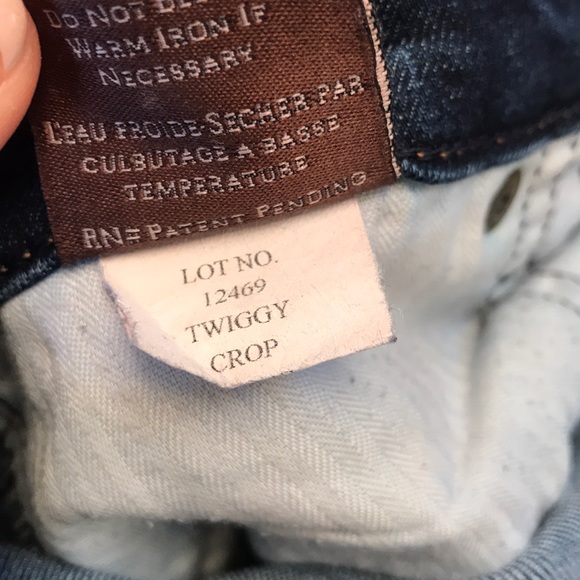 DO NOT
WARM IRON IF
NECESSARY
L'EAU FROIDE-SECHER PAR
CULBUTAGE A BASSE
TEMPERATURE
RN= PATENT PENDING
LOT NO.
12469
TWIGGY
CROP